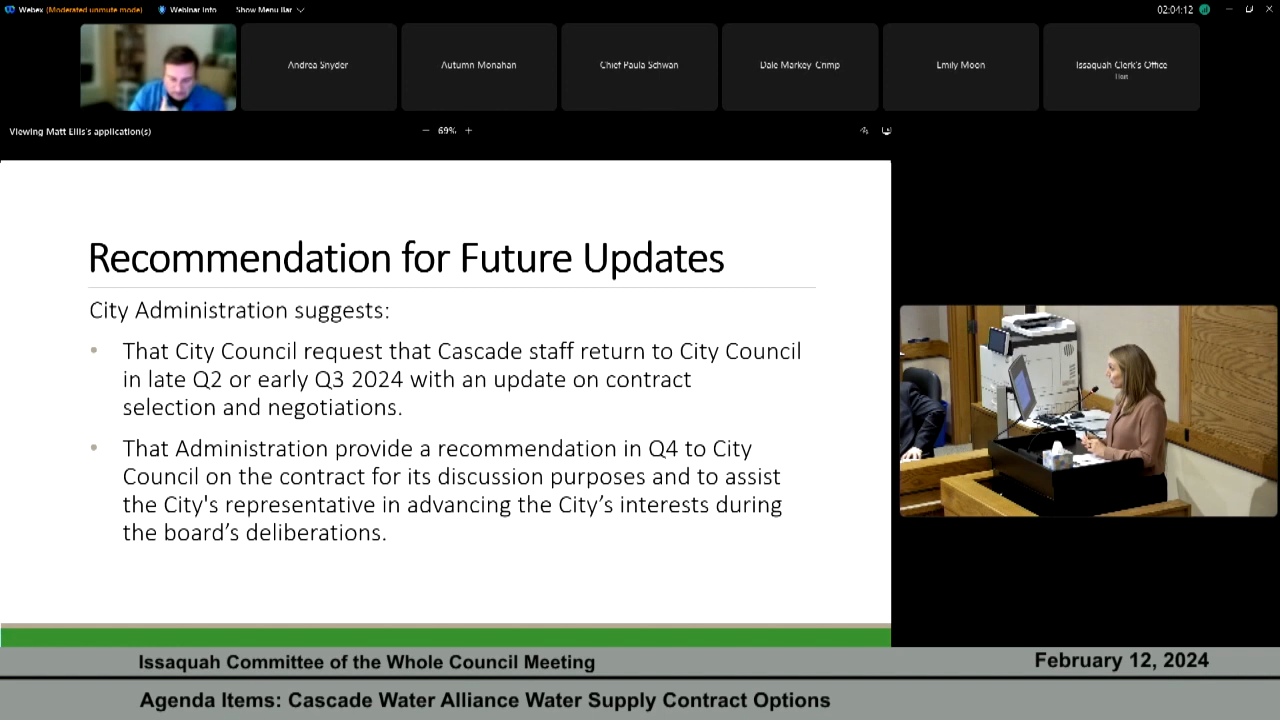 Webex (Moderated unmute mode) Webinar Info Show Menu Bar 02:04:12
Andrea Snyder
Autumn Monahan
Chief Paula Schwan
Dale Markey-Crimp
Emily Moon
Issaquah Clerk's Office
Host
Viewing Matt Ellis's application(s) — 69% +
Recommendation for Future Updates
City Administration suggests:
• That City Council request that Cascade staff return to City Council
in late Q2 or early Q3 2024 with an update on contract
selection and negotiations.
• That Administration provide a recommendation in Q4 to City
Council on the contract for its discussion purposes and to assist
the City's representative in advancing the City’s interests during
the board’s deliberations.
Issaquah Committee of the Whole Council Meeting
February 12, 2024
Agenda Items: Cascade Water Alliance Water Supply Contract Options